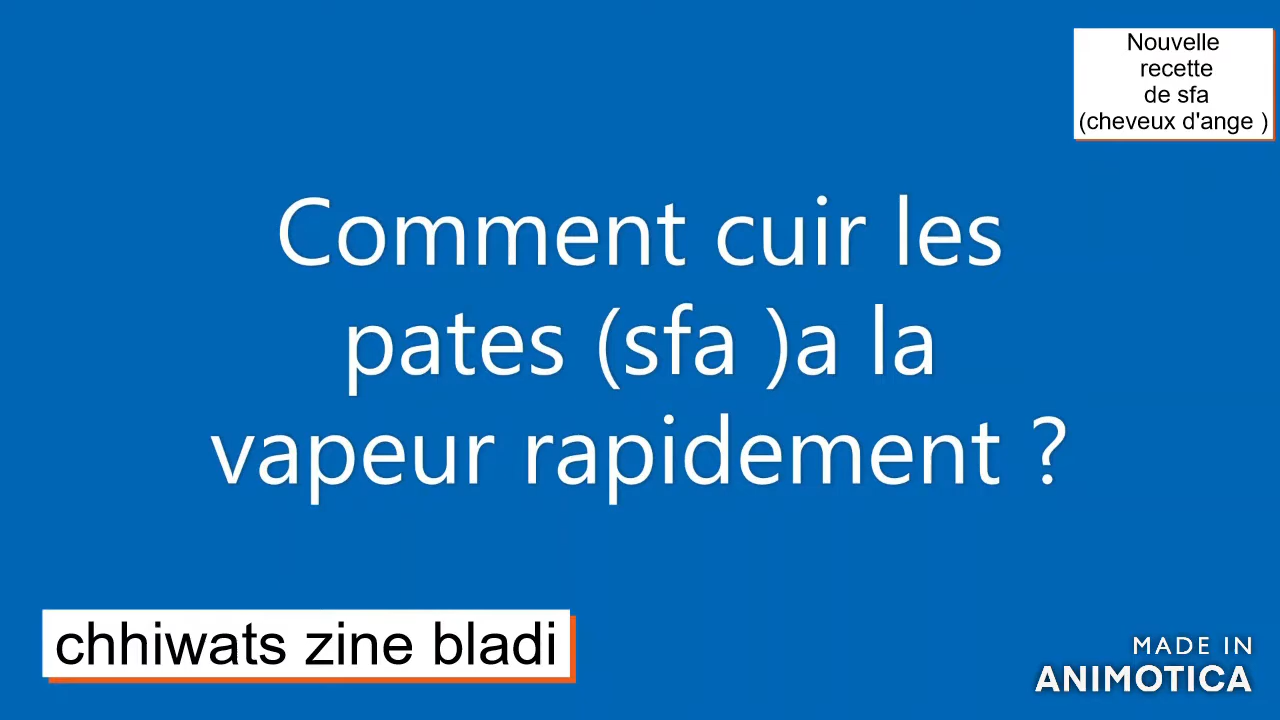 Nouvelle
recette
de sfa
(cheveux d'ange )
Comment cuir les
pates (sfa )a la
vapeur rapidement ?
chhiwats zine bladi
MADE IN
ANIMOTICA